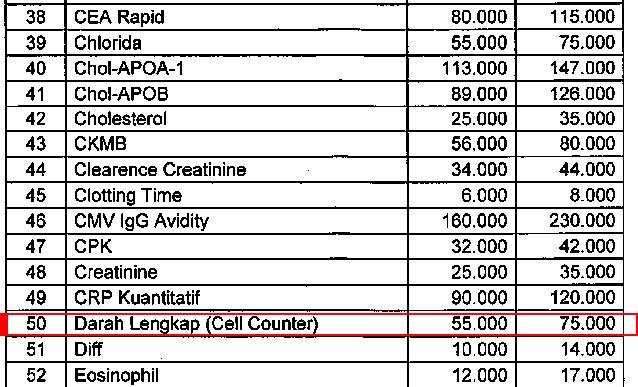 38 CEA Rapid 80.000 115.000
39 Chlorida 55.000 75.000
40 Chol-APOA-1 113.000 147.000
41 Chol-APOB 89.000 126.000
42 Cholesterol 25.000 35.000
43 CKMB 56.000 80.000
44 Clearence Creatinine 34.000 44.000
45 Clotting Time 6.000 8.000
46 CMV IgG Avidity 160.000 230.000
47 CPK 32.000 42.000
48 Creatinine 25.000 35.000
49 CRP Kuantitatif 90.000 120.000
50 Darah Lengkap (Cell Counter) 55.000 75.000
51 Diff 10.000 14.000
52 Eosinophil 12.000 17.000